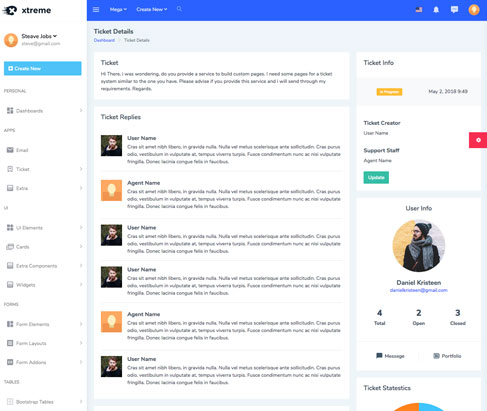 xtreme
Mega
Create New
Steave Jobs
steave@gmail.com
Create New
PERSONAL
Dashboards
APPS
Email
Ticket
Extra
UI
UI Elements
Cards
Extra Components
Widgets
FORMS
Form Elements
Form Layouts
Form Addons
TABLES
Bootstrap Tables
Ticket Details
Dashboard
Ticket Details
Ticket
Hi There, i was wondering, do you provide a service to build custom pages. I need some pages for a ticket
system similar to the one you have. Please advise if you provide this service and i will send through my
requirements. Regards.
Ticket Replies
User Name
Cras sit amet nibh libero, in gravida nulla. Nulla vel metus scelerisque ante sollicitudin. Cras purus
odio, vestibulum in vulputate at, tempus viverra turpis. Fusce condimentum nunc ac nisi vulputate
fringilla. Donec lacinia congue felis in faucibus.
Agent Name
Cras sit amet nibh libero, in gravida nulla. Nulla vel metus scelerisque ante sollicitudin. Cras purus
odio, vestibulum in vulputate at, tempus viverra turpis. Fusce condimentum nunc ac nisi vulputate
fringilla. Donec lacinia congue felis in faucibus.
User Name
Cras sit amet nibh libero, in gravida nulla. Nulla vel metus scelerisque ante sollicitudin. Cras purus
odio, vestibulum in vulputate at, tempus viverra turpis. Fusce condimentum nunc ac nisi vulputate
fringilla. Donec lacinia congue felis in faucibus.
User Name
Cras sit amet nibh libero, in gravida nulla. Nulla vel metus scelerisque ante sollicitudin. Cras purus
odio, vestibulum in vulputate at, tempus viverra turpis. Fusce condimentum nunc ac nisi vulputate
fringilla. Donec lacinia congue felis in faucibus.
Agent Name
Cras sit amet nibh libero, in gravida nulla. Nulla vel metus scelerisque ante sollicitudin. Cras purus
odio, vestibulum in vulputate at, tempus viverra turpis. Fusce condimentum nunc ac nisi vulputate
fringilla. Donec lacinia congue felis in faucibus.
User Name
Cras sit amet nibh libero, in gravida nulla. Nulla vel metus scelerisque ante sollicitudin. Cras purus
odio, vestibulum in vulputate at, tempus viverra turpis. Fusce condimentum nunc ac nisi vulputate
fringilla. Donec lacinia congue felis in faucibus.
Ticket Info
In Progress
May 2, 2018 9:49
Ticket Creator
User Name
Support Staff
Agent Name
Update
User Info
Daniel Kristeen
danielkristeen@gmail.com
4 2 3
Total Open Closed
Message Portfolio
Ticket Statestics